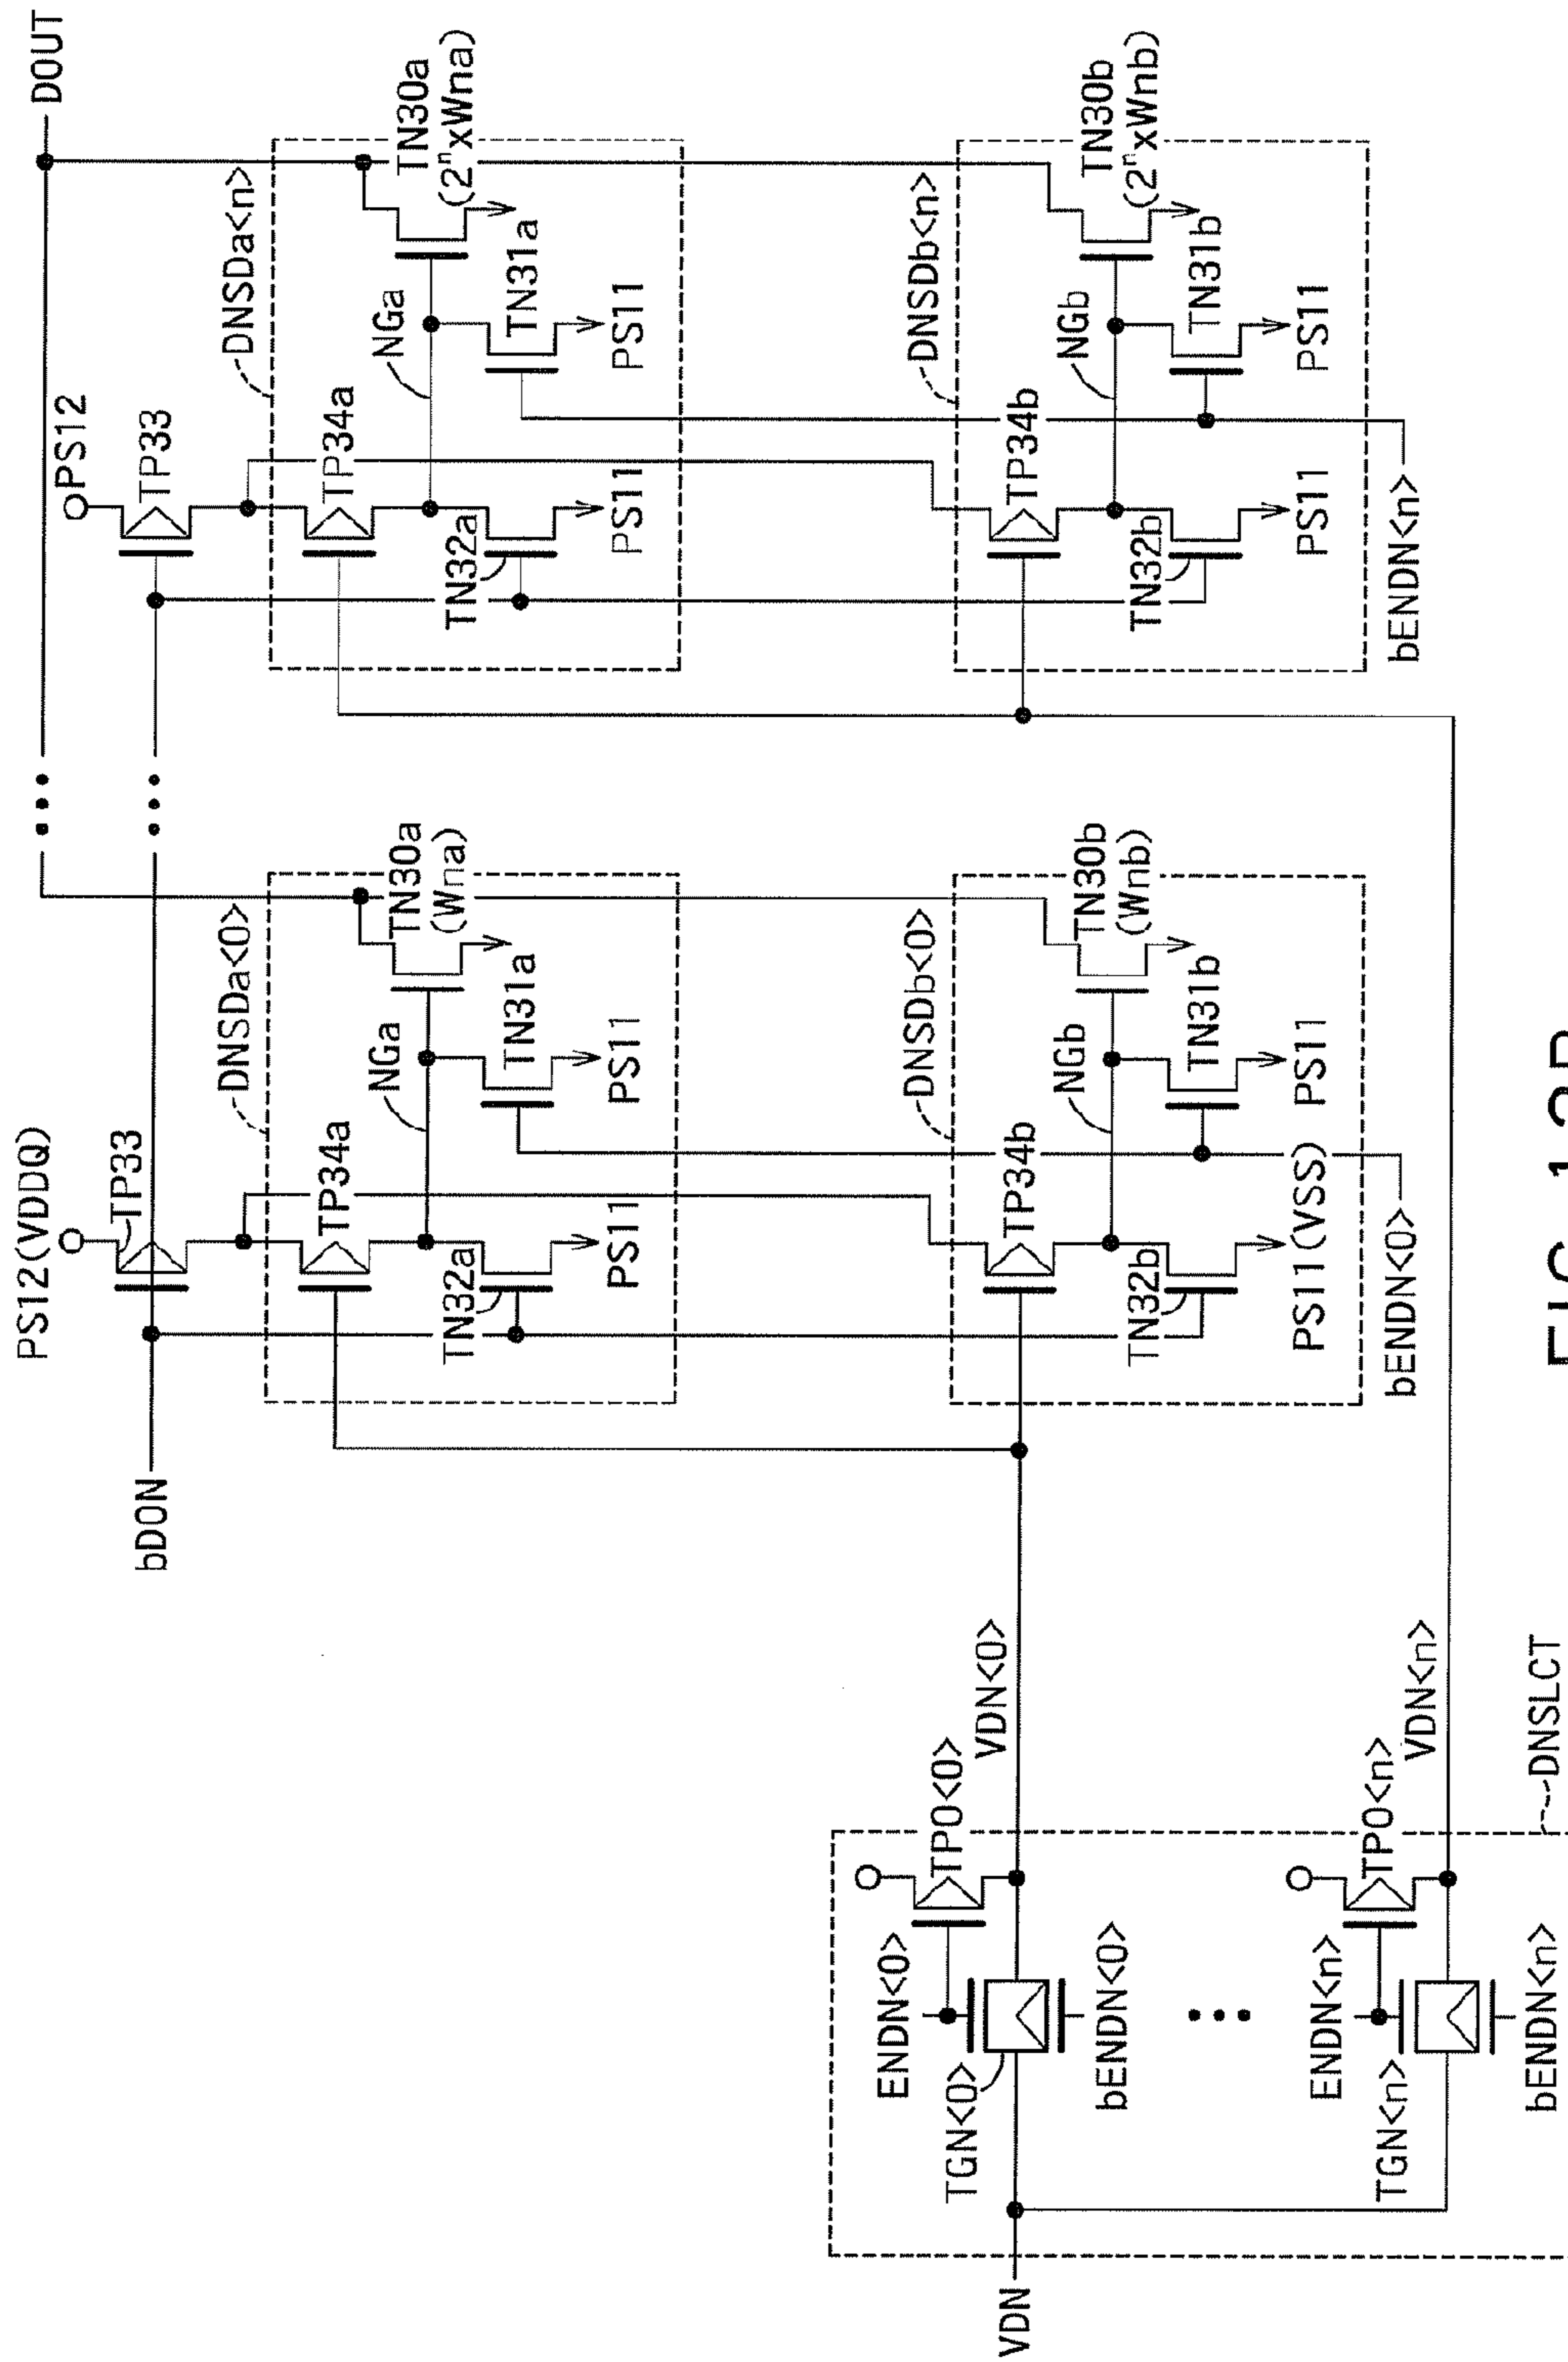 PS12(VDDQ)
TP33
bDON
DOUT
PS12
TP33
DNSDa<0>
TP34a
NGa
TN30a
(Wna)
TN31a
TN32a
PS11
PS11
DNSDa<n>
TP34a
NGa
TN30a
(2ⁿxWna)
TN31a
TN32a
PS11
PS11
DNSDb<0>
TP34b
NGb
TN30b
(Wnb)
TN31b
TN32b
PS11(VSS)
PS11
bENDN<0>
DNSDb<n>
TP34b
NGb
TN30b
(2ⁿxWnb)
TN31b
TN32b
PS11
PS11
bENDN<n>
ENDN<0>
TP0<0>
VDN<0>
TGN<0>
bENDN<0>
VDN
ENDN<n>
TP0<n>
VDN<n>
TGN<n>
bENDN<n>
DNSLCT